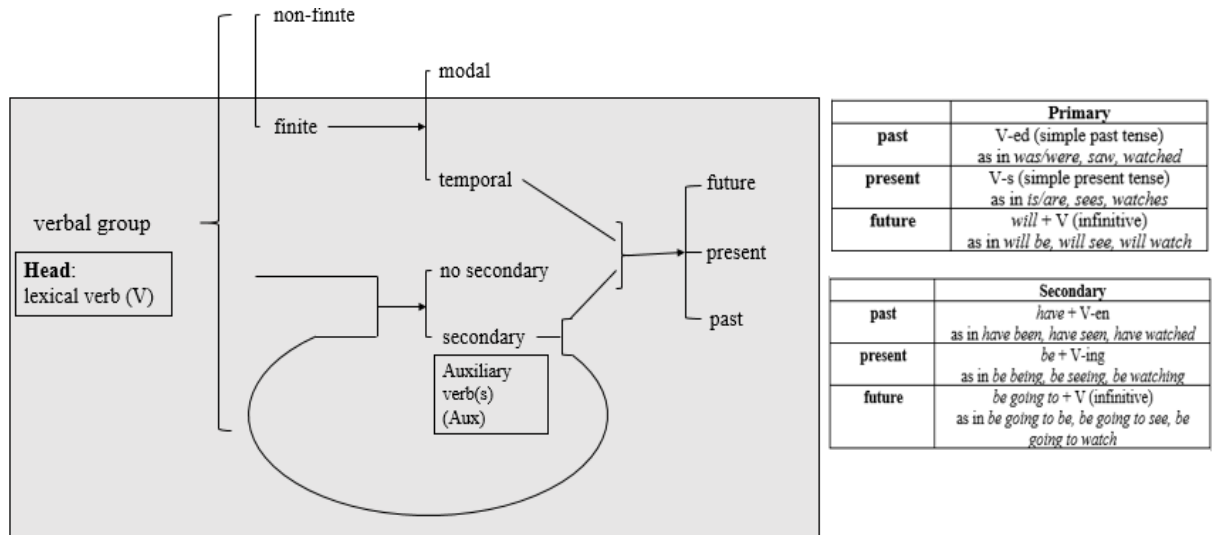 non-finite
modal
finite
temporal
future
verbal group
present
Head:
lexical verb (V)
no secondary
past
secondary
Auxiliary
verb(s)
(Aux)
Primary
past
V-ed (simple past tense)
as in was/were, saw, watched
present
V-s (simple present tense)
as in is/are, sees, watches
future
will + V (infinitive)
as in will be, will see, will watch
Secondary
past
have + V-en
as in have been, have seen, have watched
present
be + V-ing
as in be being, be seeing, be watching
future
be going to + V (infinitive)
as in be going to be, be going to see, be
going to watch